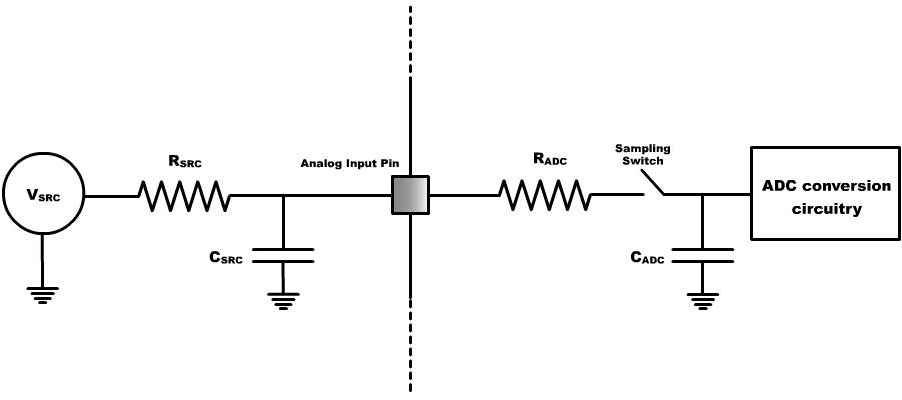 VSRC
RSRC
CSRC
Analog Input Pin
RADC
Sampling
Switch
CADC
ADC conversion
circuitry